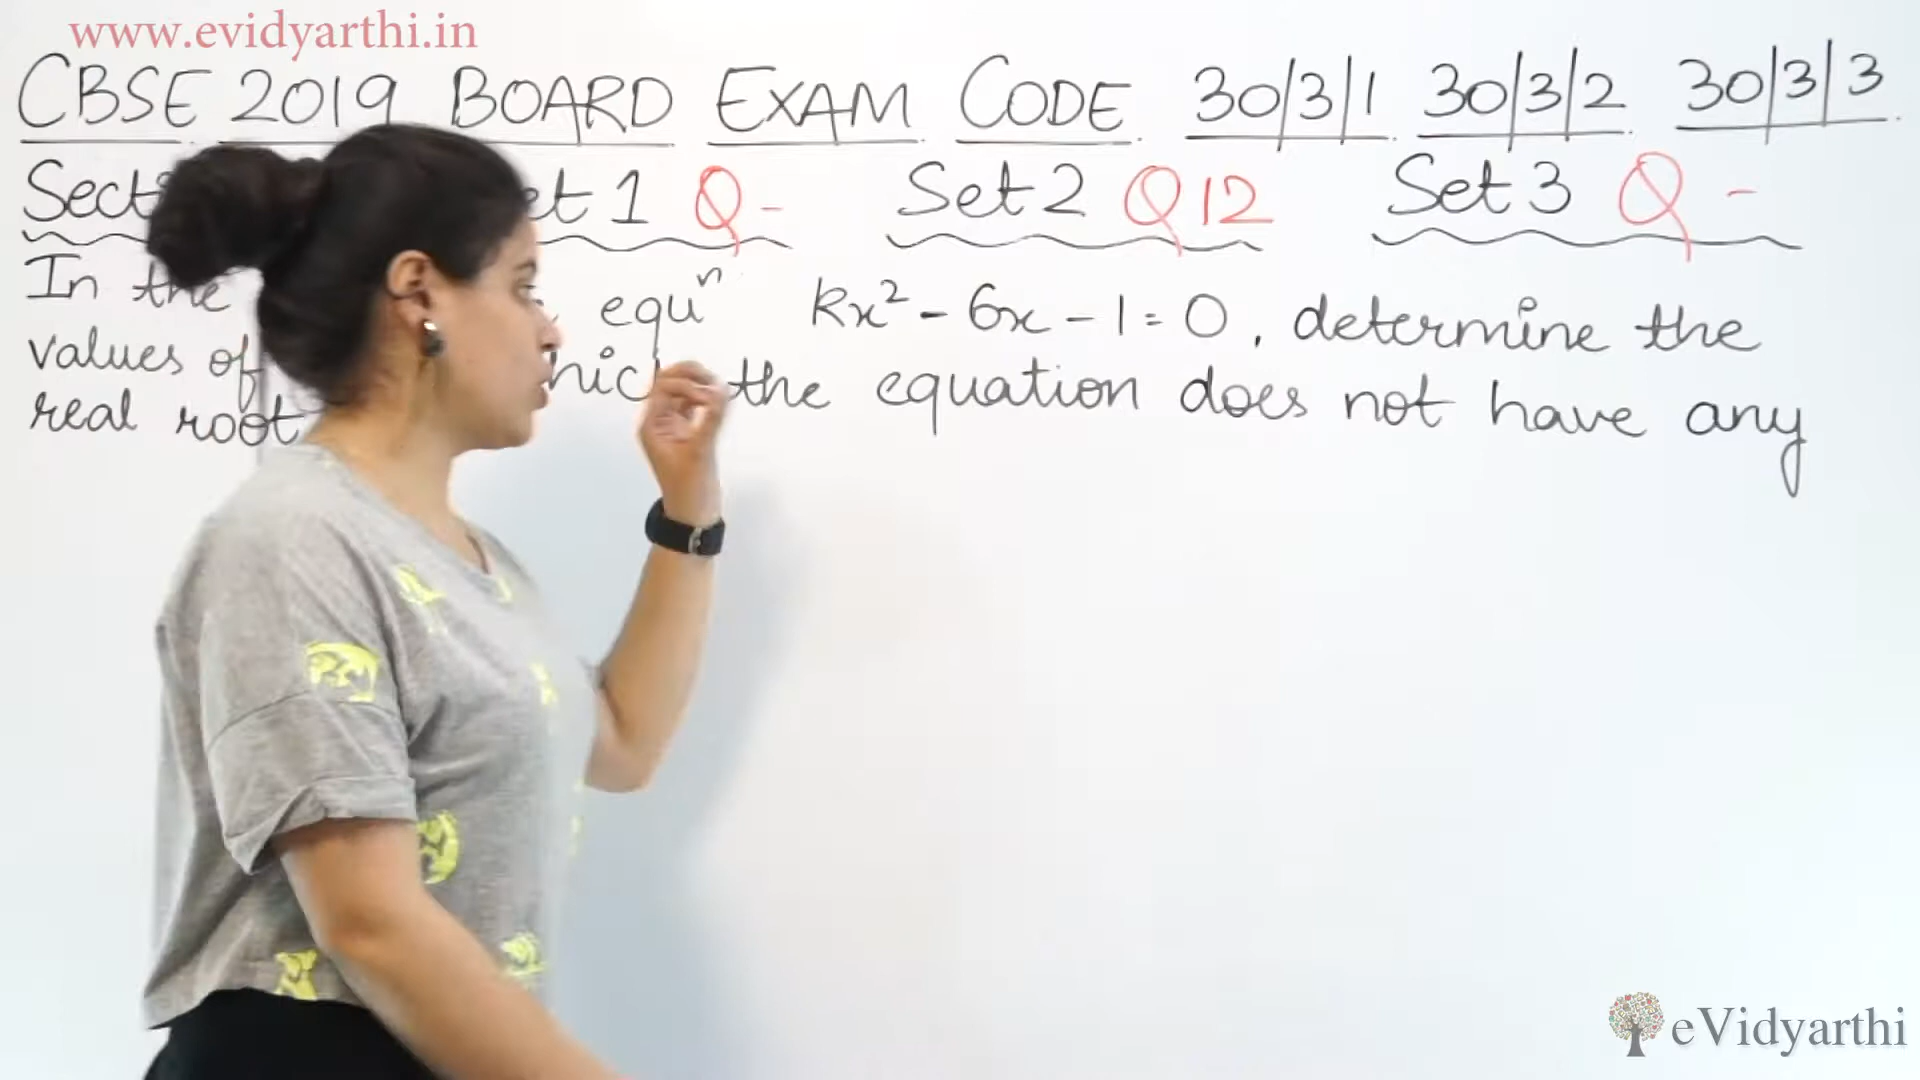 www.evidyarthi.in
CBSE 2019 BOARD EXAM CODE 30/3/1 30/3/2 30/3/3
Set 1 Q - Set 2 Q12 Set 3 Q -
In the equⁿ kx² - 6x - 1 = 0, determine the
values of the equation does not have any
real root
eVidyarthi